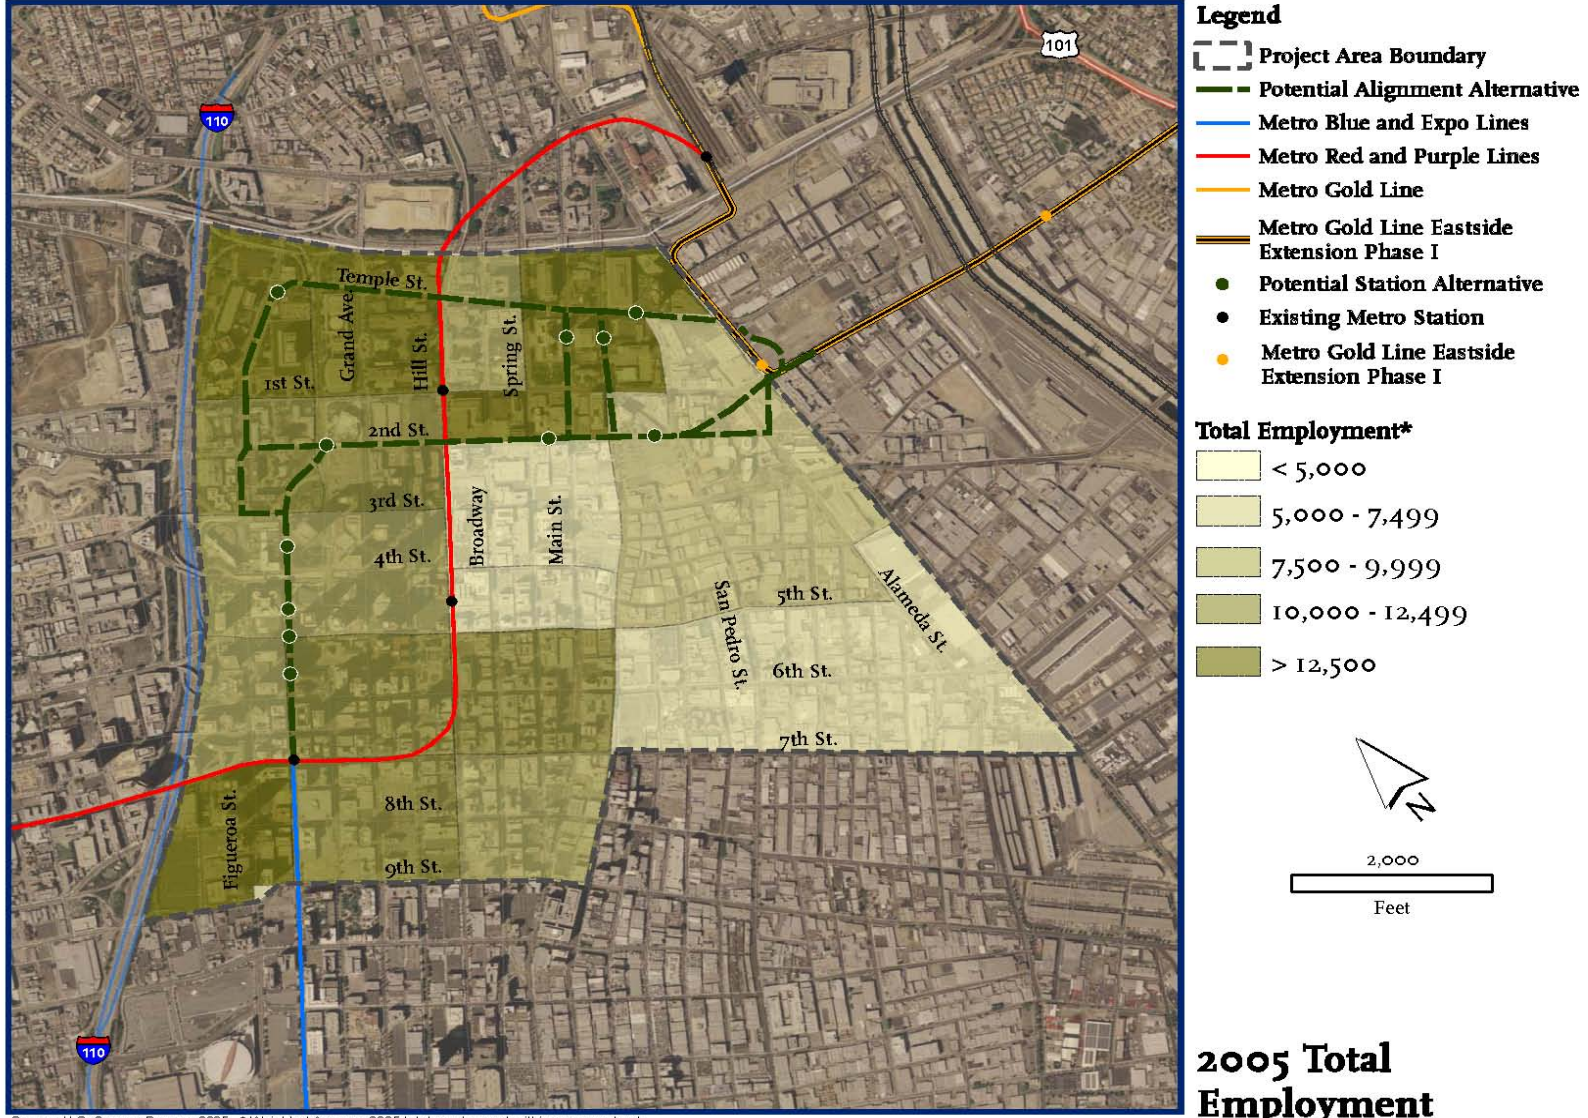 Legend
Project Area Boundary
Potential Alignment Alternative
Metro Blue and Expo Lines
Metro Red and Purple Lines
Metro Gold Line
Metro Gold Line Eastside
Extension Phase I
Potential Station Alternative
Existing Metro Station
Metro Gold Line Eastside
Extension Phase I
Total Employment*
< 5,000
5,000 - 7,499
7,500 - 9,999
10,000 - 12,499
> 12,500
N
2,000
Feet
2005 Total
Employment
101
110
Temple St.
Grand Ave.
Hill St.
Spring St.
1st St.
2nd St.
3rd St.
Broadway
Main St.
4th St.
5th St.
San Pedro St.
Alameda St.
6th St.
7th St.
8th St.
Figueroa St.
9th St.
110